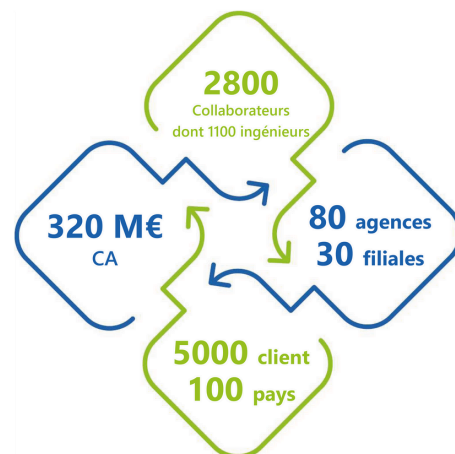 2800
Collaborateurs
dont 1100 ingénieurs
320 M€
CA
80 agences
30 filiales
5000 client
100 pays